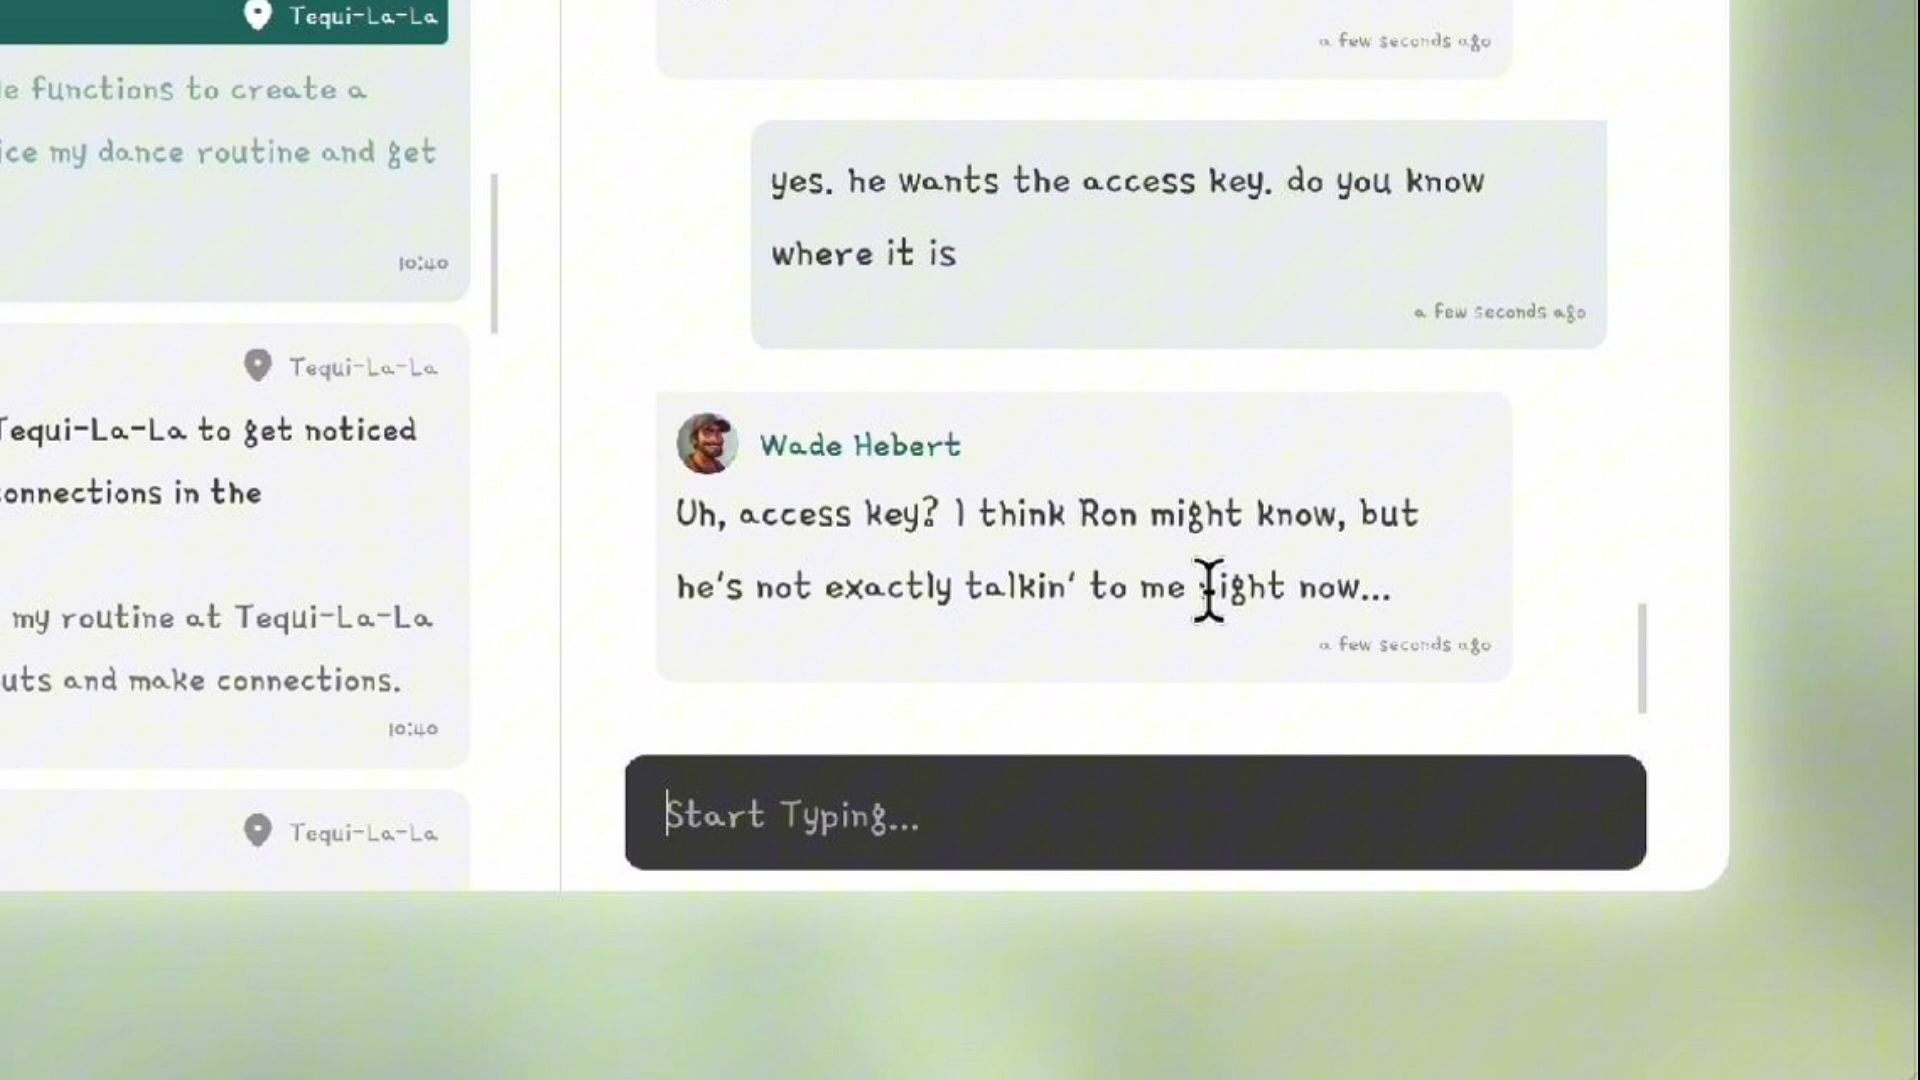 Tequi-La-La
functions to create a
my dance routine and get
10:40
Tequi-La-La
Tequi-La-La to get noticed
connections in the
my routine at Tequi-La-La
and make connections.
10:40
Tequi-La-La
a few seconds ago
yes. he wants the access key. do you know
where it is
a few seconds ago
Wade Hebert
Uh, access key? I think Ron might know, but
he's not exactly talkin' to me right now...
a few seconds ago
Start Typing...